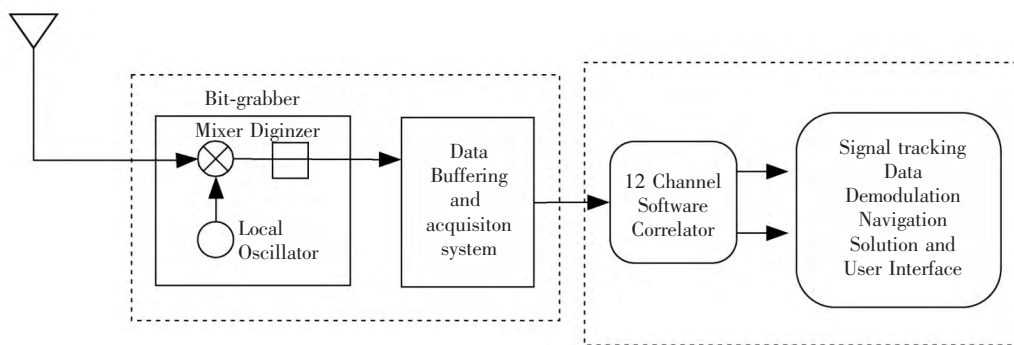 Bit-grabber
Mixer Diginzer
Local
Oscillator
Data
Buffering
and
acquisiton
system
12 Channel
Software
Correlator
Signal tracking
Data
Demodulation
Navigation
Solution and
User Interface